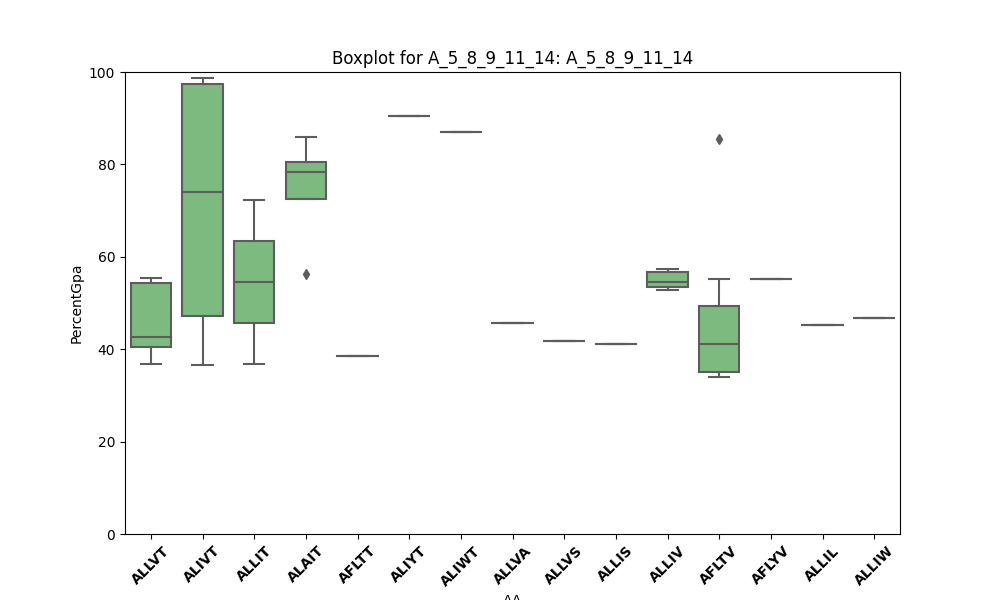 Boxplot for A_5_8_9_11_14: A_5_8_9_11_14
100
80
60
40
20
0
PercentGpa
ALLVT
ALIVT
ALLIT
ALAIT
AFLTT
ALIYT
ALIWT
ALLVA
ALLVS
ALLIS
ALLIV
AFLTV
AFLYV
ALLIL
ALLIW
AA